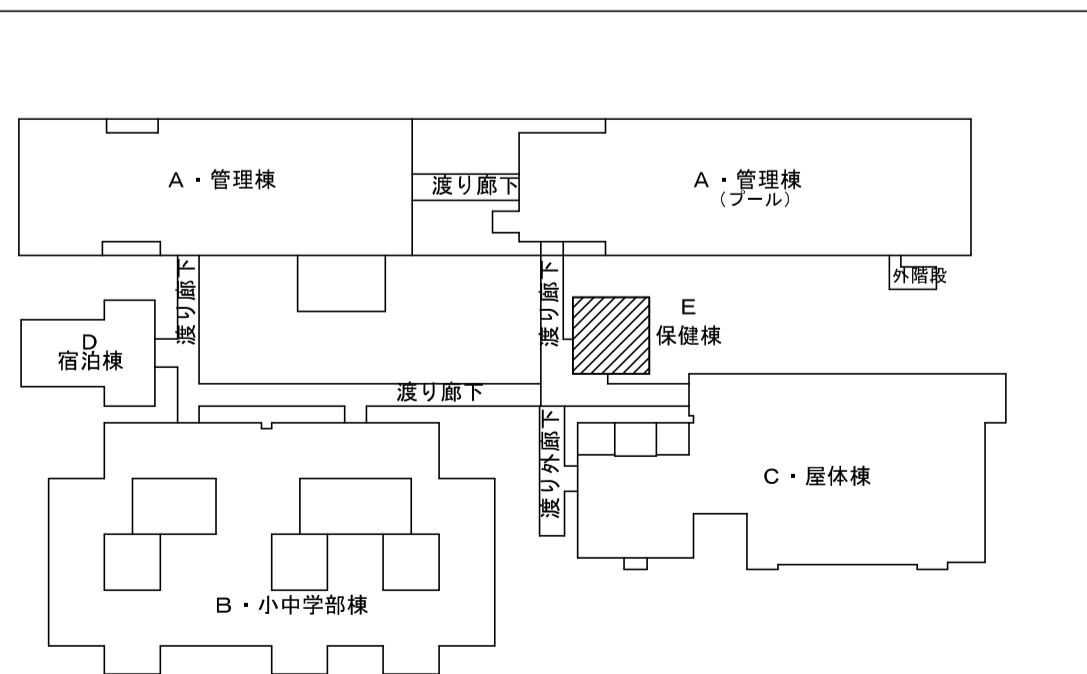 A・管理棟
渡り廊下
A・管理棟
(プール)
渡り廊下
渡り廊下
外階段
E
保健棟
D
宿泊棟
渡り廊下
渡り外廊下
C・屋体棟
B・小中学部棟